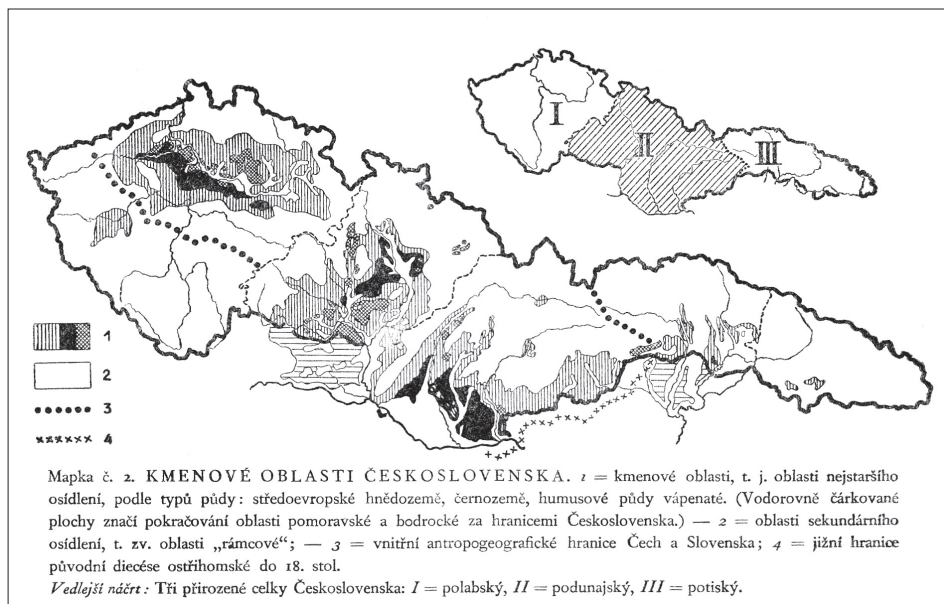 I
II
III
1
2
3
4
Mapka č. 2. KMENOVÉ OBLASTI ČESKOSLOVENSKA. 1 = kmenové oblasti, t. j. oblasti nejstaršího
osídlení, podle typů půdy: středoevropské hnědozemě, černozemě, humusové půdy vápenaté. (Vodorovně čárkované
plochy značí pokračování oblasti pomoravské a bodrocké za hranicemi Československa.) — 2 = oblasti sekundárního
osídlení, t. zv. oblasti „rámcové“; — 3 = vnitřní antropogeografické hranice Čech a Slovenska; 4 = jižní hranice
původní diecése ostřihomské do 18. stol.
Vedlejší náčrt: Tři přirozené celky Československa: I = polabský, II = podunajský, III = potiský.